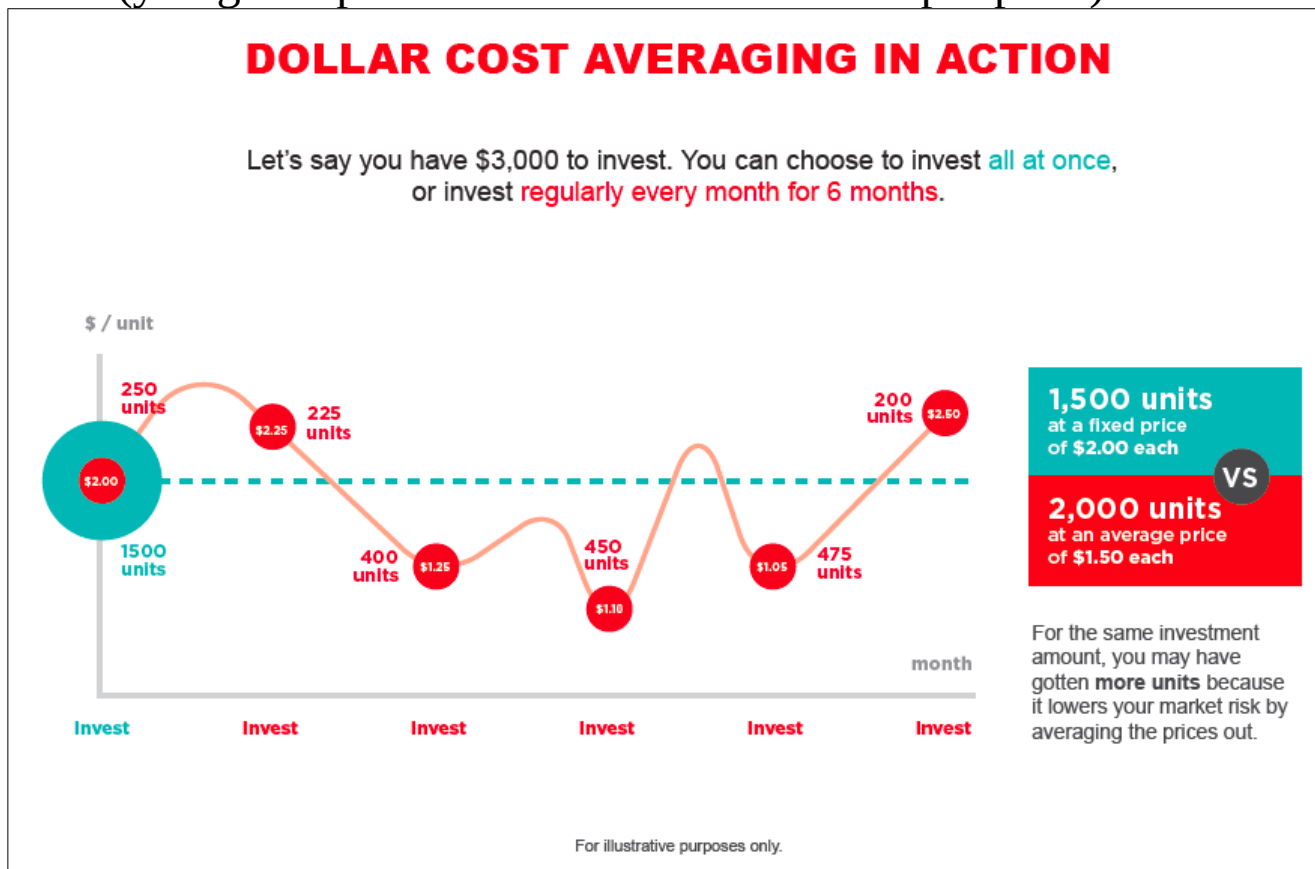 DOLLAR COST AVERAGING IN ACTION
Let's say you have $3,000 to invest. You can choose to invest all at once,
or invest regularly every month for 6 months.
$ / unit
250
units
$2.00
1500
units
$2.25
225
units
400
units
$1.25
450
units
$1.10
$1.05
475
units
200
units
$2.50
month
Invest
Invest
Invest
Invest
Invest
Invest
1,500 units
at a fixed price
of $2.00 each
VS
2,000 units
at an average price
of $1.50 each
For the same investment
amount, you may have
gotten more units because
it lowers your market risk by
averaging the prices out.
For illustrative purposes only.